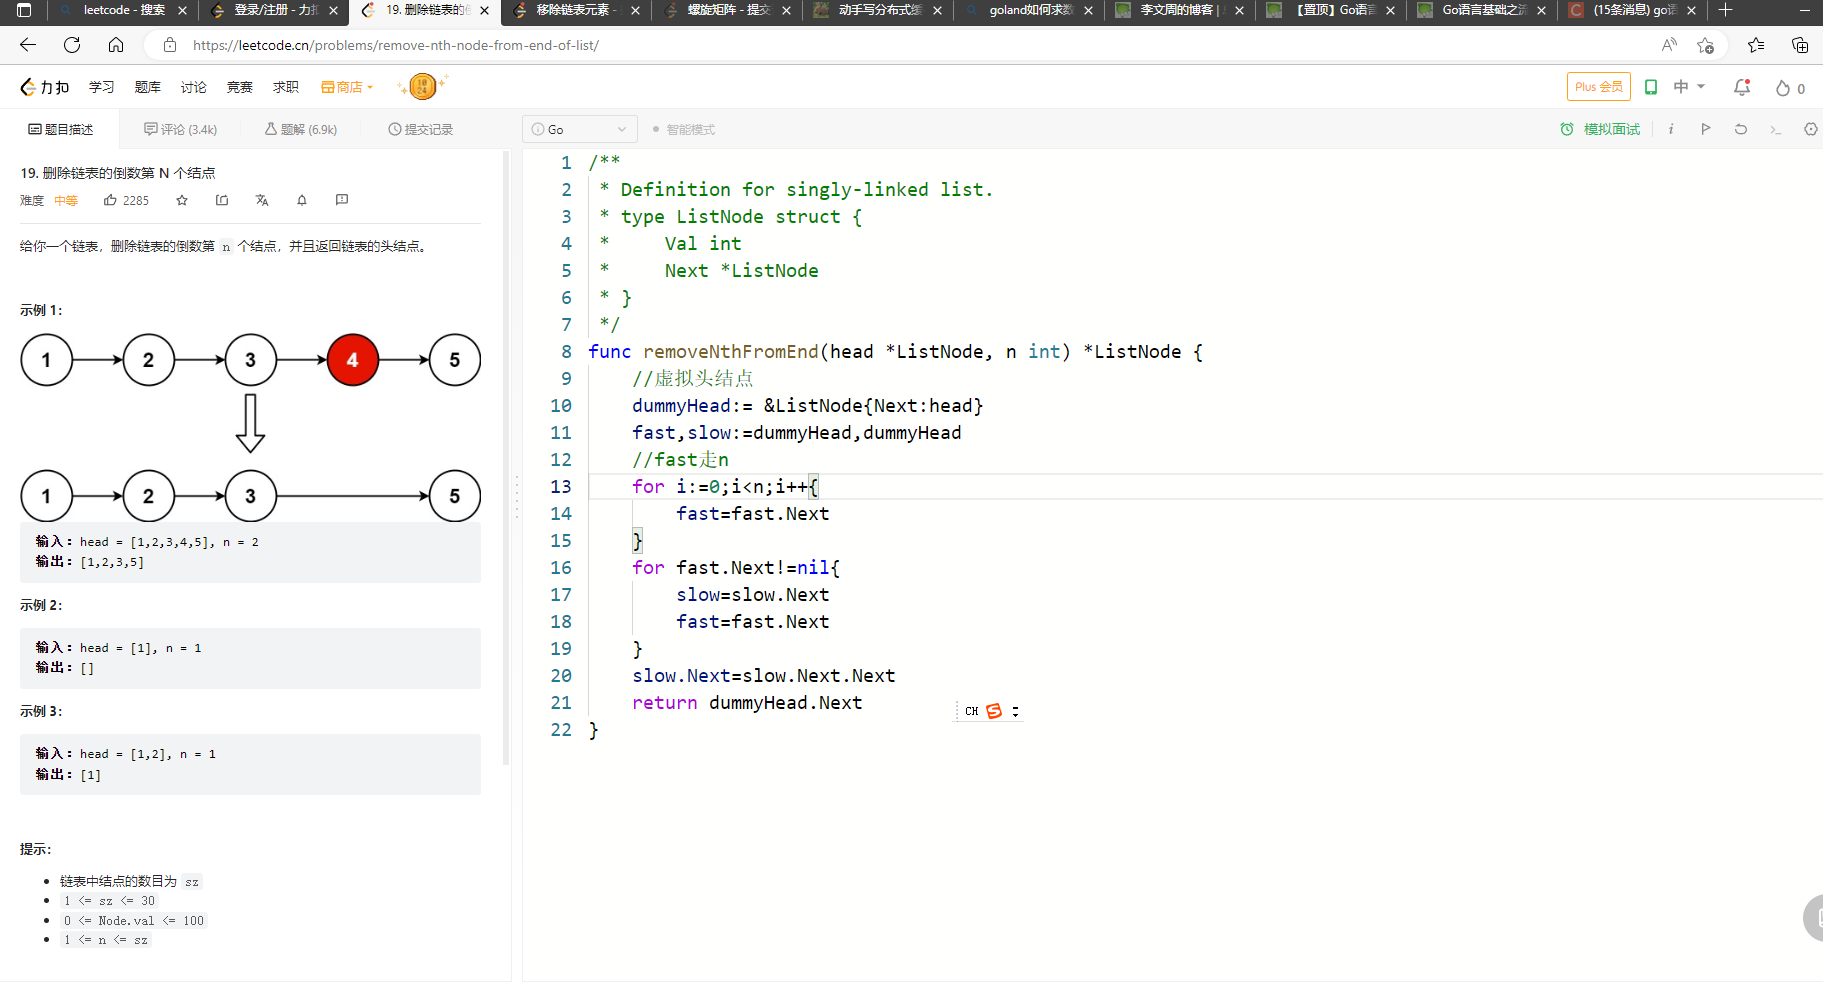 leetcode - 搜索
登录/注册 - 力扣
19. 删除链表的倒
移除链表元素 -
螺旋矩阵 - 提交
动手写分布式缓
goland如何求数
李文周的博客 |
【置顶】Go语言
Go语言基础之流
(15条消息) go语
https://leetcode.cn/problems/remove-nth-node-from-end-of-list/
力扣 学习 题库 讨论 竞赛 求职 商店 Plus 会员 中 0
题目描述 评论 (3.4k) 题解 (6.9k) 提交记录
Go 智能模式 模拟面试
19. 删除链表的倒数第 N 个结点
难度 中等 2285
给你一个链表，删除链表的倒数第 n 个结点，并且返回链表的头结点。
示例 1：
1 2 3 4 5
1 2 3 5
输入：head = [1,2,3,4,5], n = 2
输出：[1,2,3,5]
示例 2：
输入：head = [1], n = 1
输出：[]
示例 3：
输入：head = [1,2], n = 1
输出：[1]
提示：
链表中结点的数目为 sz
1 <= sz <= 30
0 <= Node.val <= 100
1 <= n <= sz
1 /**
2 * Definition for singly-linked list.
3 * type ListNode struct {
4 *     Val int
5 *     Next *ListNode
6 * }
7 */
8 func removeNthFromEnd(head *ListNode, n int) *ListNode {
9     //虚拟头结点
10     dummyHead:= &ListNode{Next:head}
11     fast,slow:=dummyHead,dummyHead
12     //fast走n
13     for i:=0;i<n;i++{
14         fast=fast.Next
15     }
16     for fast.Next!=nil{
17         slow=slow.Next
18         fast=fast.Next
19     }
20     slow.Next=slow.Next.Next
21     return dummyHead.Next
22 }
CH